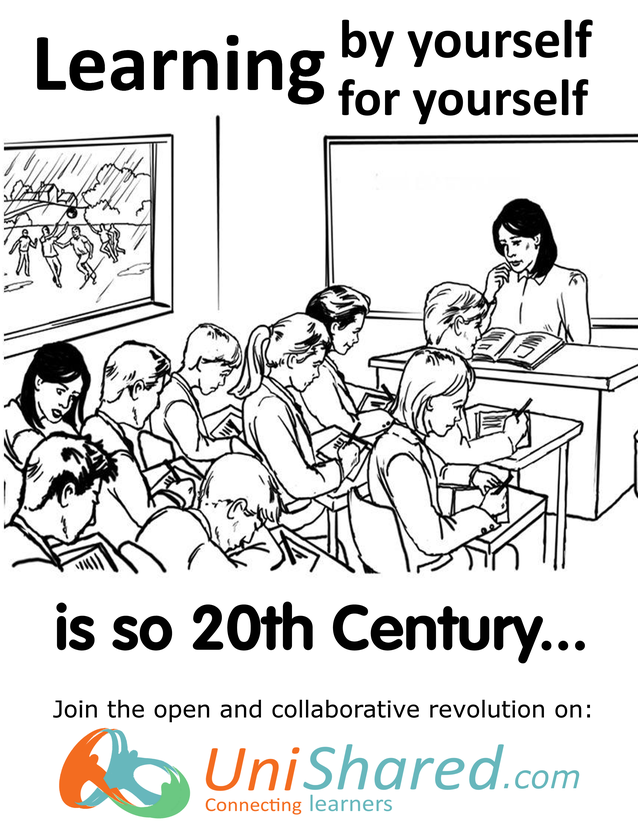 Learning by yourself
for yourself
is so 20th Century...
Join the open and collaborative revolution on:
UniShared.com
Connecting learners